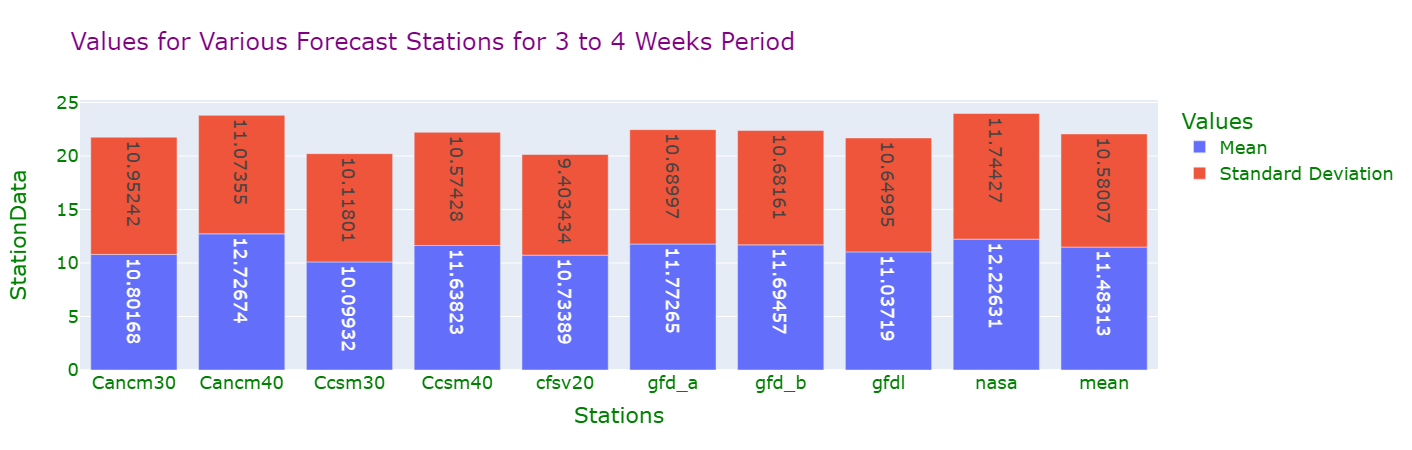 Values for Various Forecast Stations for 3 to 4 Weeks Period
StationData
25
20
15
10
5
0
10.95242
11.07355
10.11801
10.57428
9.403434
10.68997
10.68161
10.64995
11.74427
10.58007
10.80168
12.72674
10.09932
11.63823
10.73389
11.77265
11.69457
11.03719
12.22631
11.48313
Cancm30
Cancm40
Ccsm30
Ccsm40
cfsv20
gfd_a
gfd_b
gfdl
nasa
mean
Stations
Values
Mean
Standard Deviation